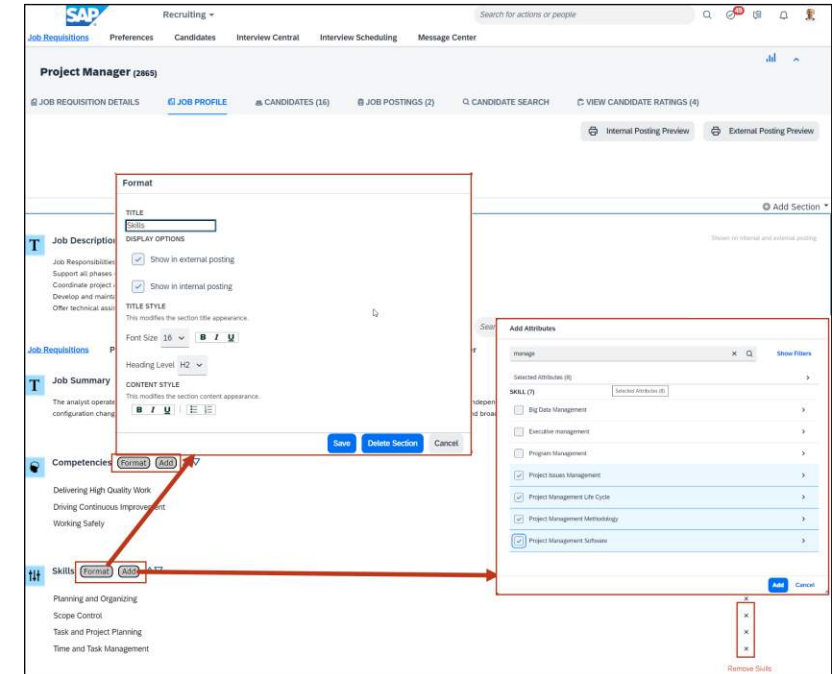 SAP Recruiting Search for actions or people 45
Job Requisitions Preferences Candidates Interview Central Interview Scheduling Message Center
Project Manager (2865)
JOB REQUISITION DETAILS JOB PROFILE CANDIDATES (16) JOB POSTINGS (2) CANDIDATE SEARCH VIEW CANDIDATE RATINGS (4)
Internal Posting Preview External Posting Preview
Add Section
Job Description Shown on internal and external posting
Job Responsibilities
Support all phases
Coordinate project
Develop and
Offer technical
Job Requisitions P
Job Summary
The analyst operate
configuration chang
Format
TITLE
Skills
DISPLAY OPTIONS
Show in external posting
Show in internal posting
TITLE STYLE
This modifies the section title appearance.
Font Size 16 B I U
Heading Level H2
CONTENT STYLE
This modifies the section content appearance.
B I U
Save Delete Section Cancel
Add Attributes
manage Show Filters
Selected Attributes (8)
SKILL (7) Selected Attributes (8)
Big Data Management
Executive management
Program Management
Project Issues Management
Project Management Life Cycle
Project Management Methodology
Project Management Software
Add Cancel
Competencies Format Add
Delivering High Quality Work
Driving Continuous Improvement
Working Safely
Skills Format Add
Planning and Organizing
Scope Control
Task and Project Planning
Time and Task Management
Remove Skills